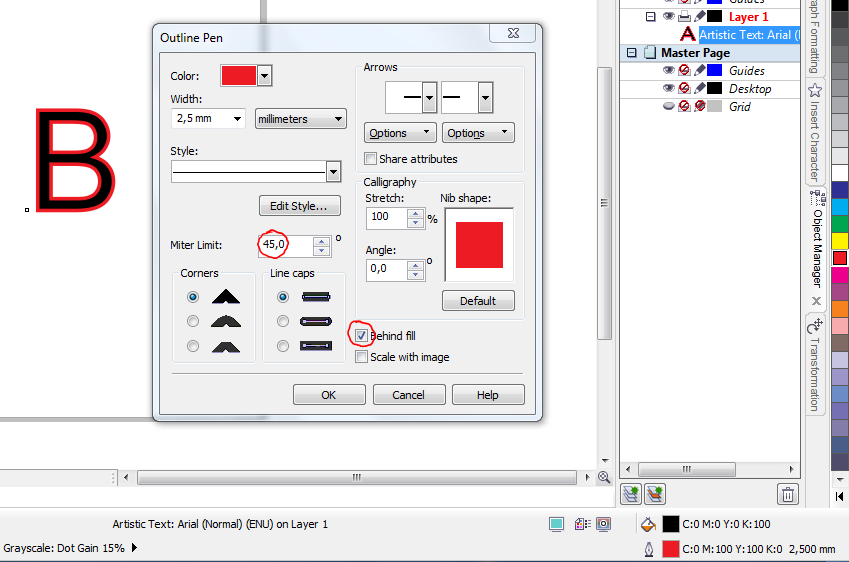 B
Outline Pen
Color:
Width:
2,5 mm
millimeters
Style:
Edit Style...
Miter Limit:
45,0
o
Corners
Line caps
Arrows
Options
Options
Share attributes
Calligraphy
Stretch:
100
%
Nib shape:
Angle:
0,0
o
Default
Behind fill
Scale with image
OK
Cancel
Help
Guides
Layer 1
A Artistic Text: Arial (
Master Page
Guides
Desktop
Grid
Formatting
Insert Character
Object Manager
Transformation
Artistic Text: Arial (Normal) (ENU) on Layer 1
C:0 M:0 Y:0 K:100
Grayscale: Dot Gain 15%
C:0 M:100 Y:100 K:0 2,500 mm